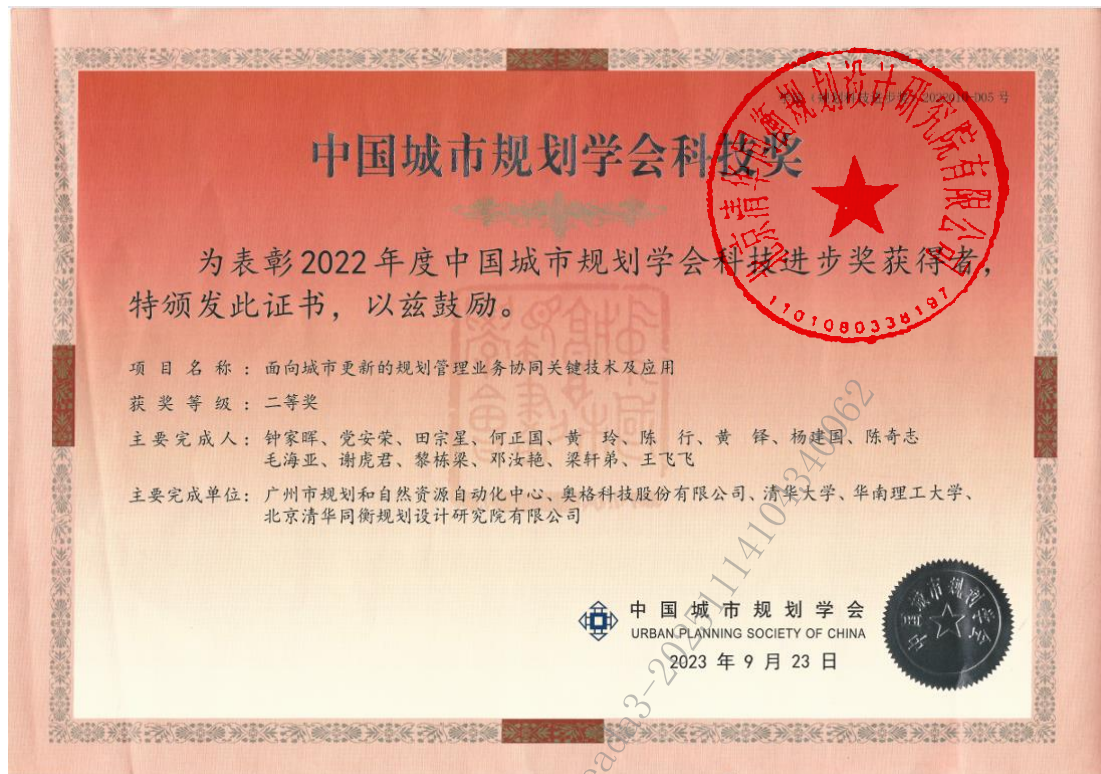 2022010-005 号
中国城市规划学会科技奖
为表彰2022年度中国城市规划学会科技进步奖获得者，
特颁发此证书，以兹鼓励。
项目名称：面向城市更新的规划管理业务协同关键技术及应用
获奖等级：二等奖
主要完成人：钟家晖、党安荣、田宗星、何正国、黄 玲、陈 行、黄 铎、杨建国、陈奇志
毛海亚、谢虎君、黎栋梁、邓汝艳、梁轩弟、王飞飞
主要完成单位：广州市规划和自然资源自动化中心、奥格科技股份有限公司、清华大学、华南理工大学、
北京清华同衡规划设计研究院有限公司
中国城市规划学会
URBAN PLANNING SOCIETY OF CHINA
2023 年 9 月 23 日
中国城市规划学会
北京清华同衡规划设计研究院有限公司